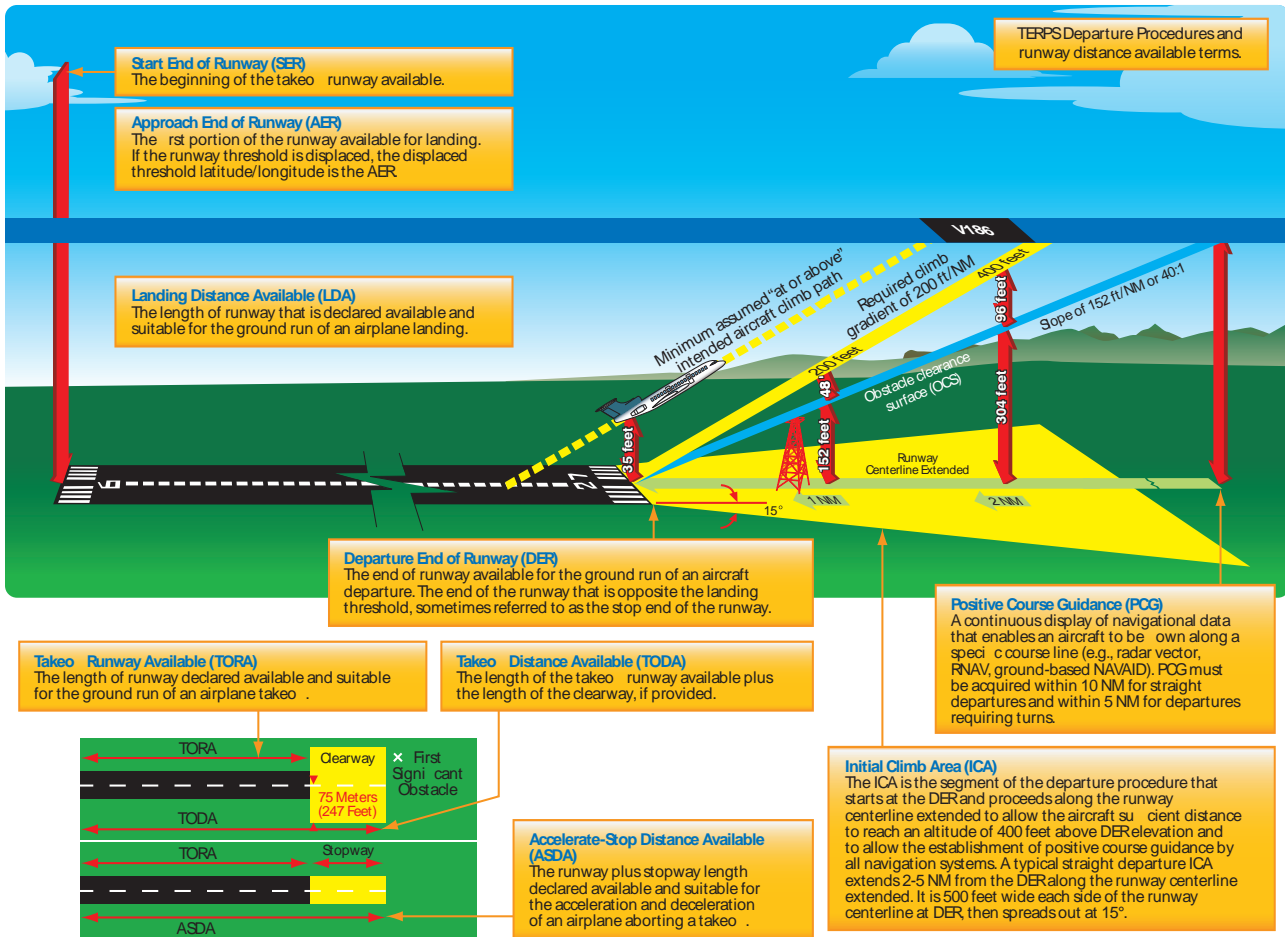 TERPS Departure Procedures and
runway distance available terms.
Start End of Runway (SER)
The beginning of the takeo runway available.
Approach End of Runway (AER)
The rst portion of the runway available for landing.
If the runway threshold is displaced, the displaced
threshold latitude/longitude is the AER.
V186
Landing Distance Available (LDA)
The length of runway that is declared available and
suitable for the ground run of an airplane landing.
Minimum assumed “at or above”
intended aircraft climb path
Required climb
gradient of 200 ft/NM
400 feet
200 feet
96 feet
Slope of 152 ft/NM or 40:1
Obstacle clearance
surface (OCS)
48'
304 feet
152 feet
35 feet
Runway
Centerline Extended
9
27
15°
1 NM
2 NM
Departure End of Runway (DER)
The end of runway available for the ground run of an aircraft
departure. The end of the runway that is opposite the landing
threshold, sometimes referred to as the stop end of the runway.
Positive Course Guidance (PCG)
A continuous display of navigational data
that enables an aircraft to be own along a
speci c course line (e.g., radar vector,
RNAV, ground-based NAVAID). PCG must
be acquired within 10 NM for straight
departures and within 5 NM for departures
requiring turns.
Takeo Runway Available (TORA)
The length of runway declared available and suitable
for the ground run of an airplane takeo .
Takeo Distance Available (TODA)
The length of the takeo runway available plus
the length of the clearway, if provided.
TORA
Clearway
× First
Signi cant
Obstacle
75 Meters
(247 Feet)
TODA
TORA
Stopway
ASDA
Accelerate-Stop Distance Available
(ASDA)
The runway plus stopway length
declared available and suitable for
the acceleration and deceleration
of an airplane aborting a takeo .
Initial Climb Area (ICA)
The ICA is the segment of the departure procedure that
starts at the DER and proceeds along the runway
centerline extended to allow the aircraft su cient distance
to reach an altitude of 400 feet above DER elevation and
to allow the establishment of positive course guidance by
all navigation systems. A typical straight departure ICA
extends 2-5 NM from the DER along the runway centerline
extended. It is 500 feet wide each side of the runway
centerline at DER, then spreads out at 15°.